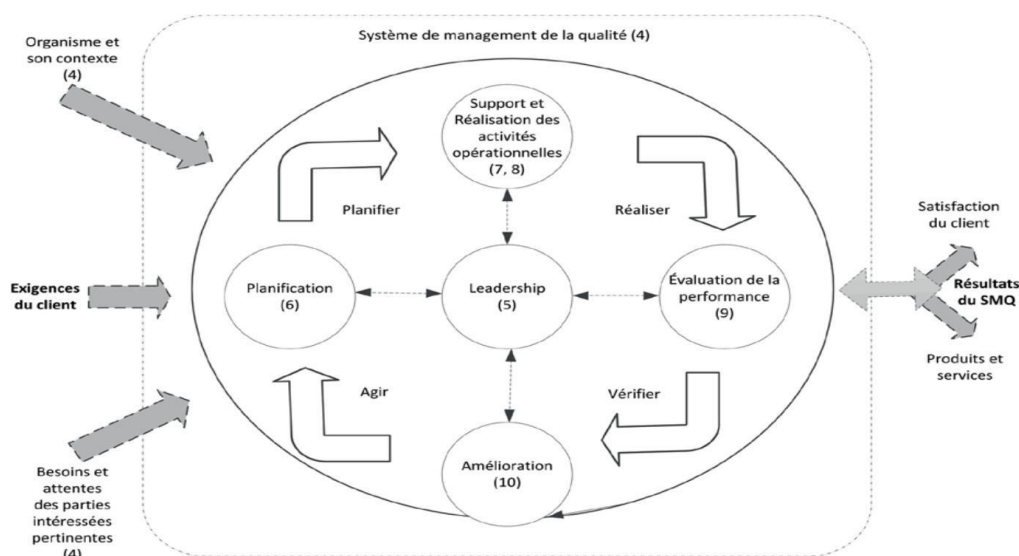 Système de management de la qualité (4)
Organisme et
son contexte
(4)
Support et
Réalisation des
activités
opérationnelles
(7, 8)
Planifier
Réaliser
Satisfaction
du client
Exigences
du client
Planification
(6)
Leadership
(5)
Évaluation de la
performance
(9)
Résultats
du SMQ
Produits et
services
Agir
Vérifier
Amélioration
(10)
Besoins et
attentes
des parties
intéressées
pertinentes
(4)